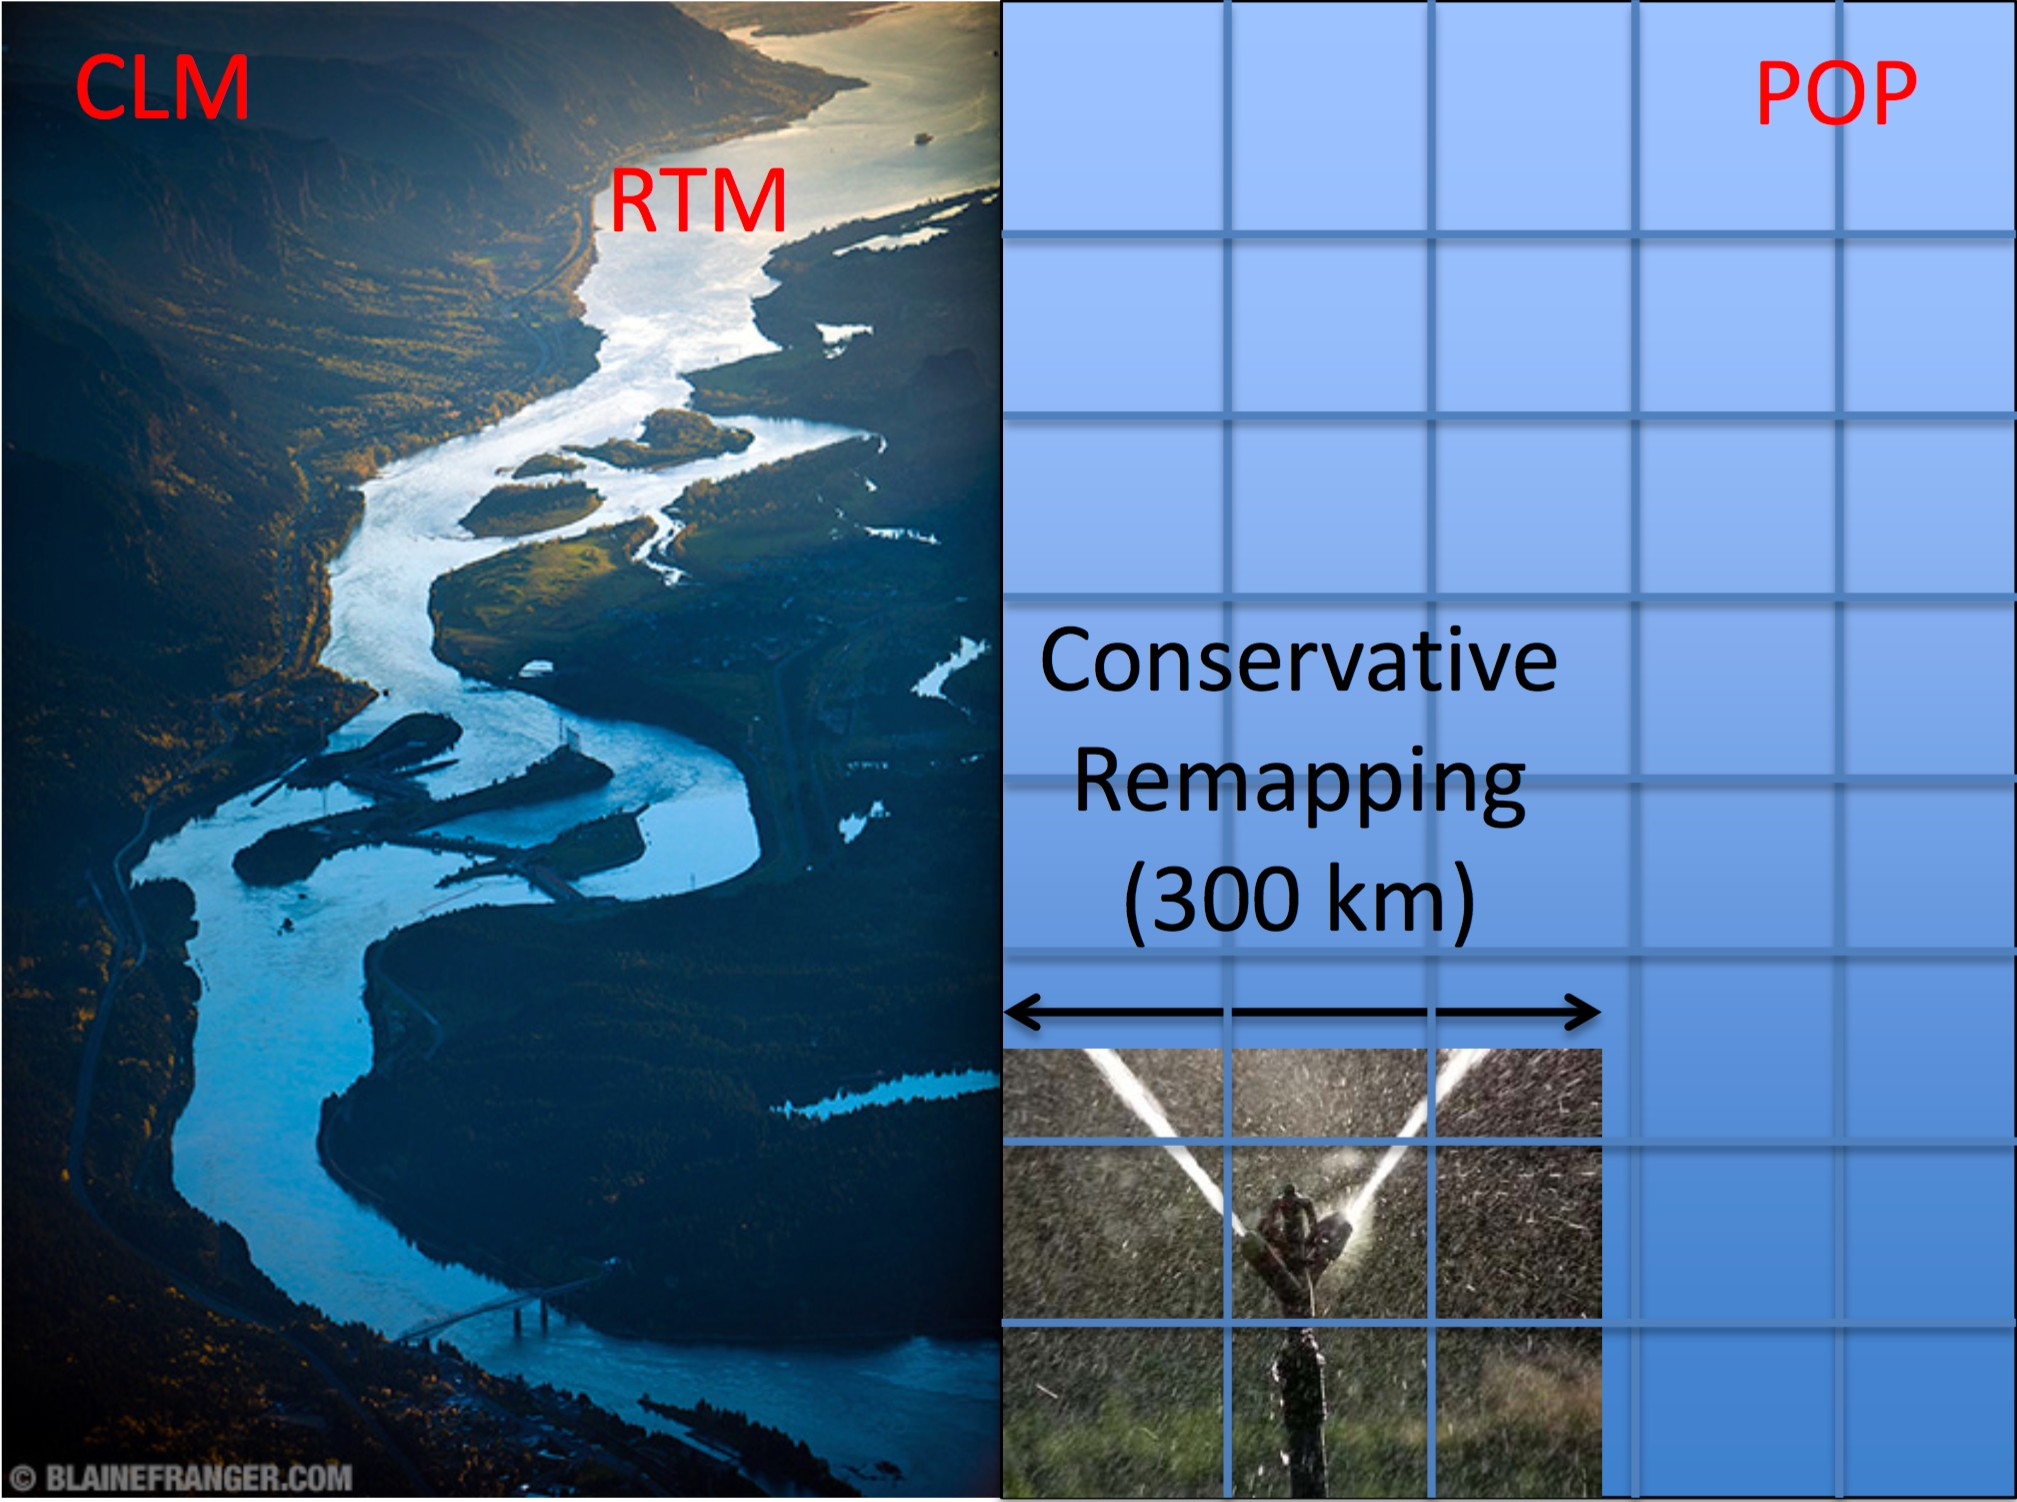 CLM
RTM
POP
Conservative
Remapping
(300 km)
© BLAINEFRANGER.COM